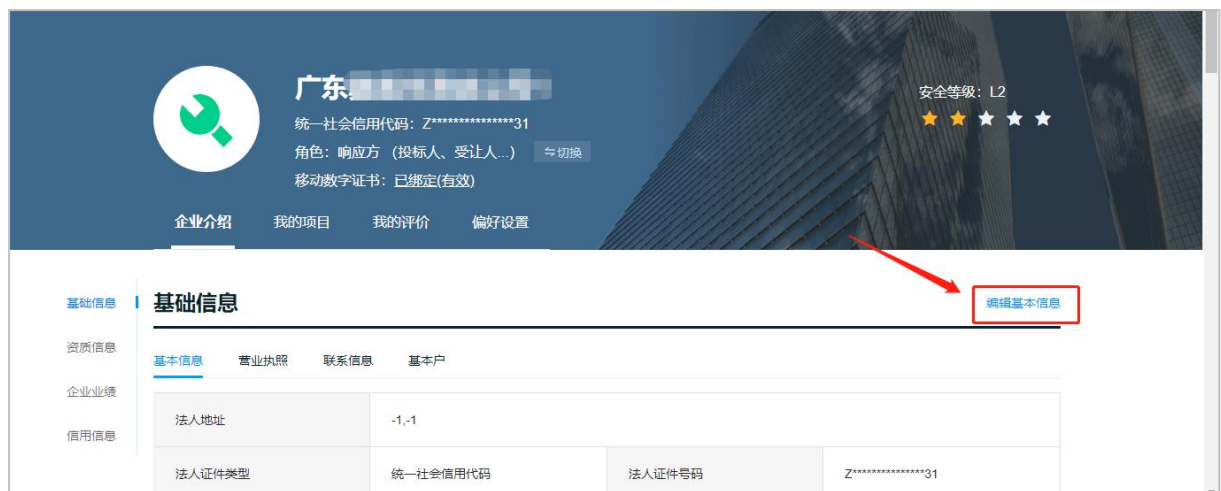 广东
安全等级：L2
统一社会信用代码：Z***************31
角色：响应方（投标人、受让人...） ⇋切换
移动数字证书：已绑定(有效)
企业介绍 我的项目 我的评价 偏好设置
基础信息 基础信息 编辑基本信息
资质信息
基本信息 营业执照 联系信息 基本户
企业业绩
法人地址 -1,-1
信用信息
法人证件类型 统一社会信用代码 法人证件号码 Z***************31